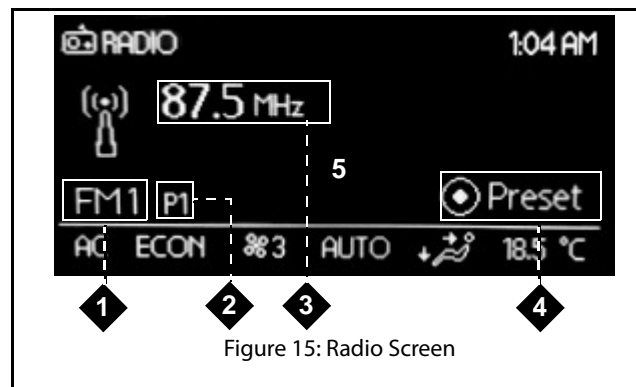 RADIO 1:04 AM
87.5 MHz
5
FM1 P1 Preset
AC ECON 3 AUTO 18.5 °C
1 2 3 4
Figure 15: Radio Screen